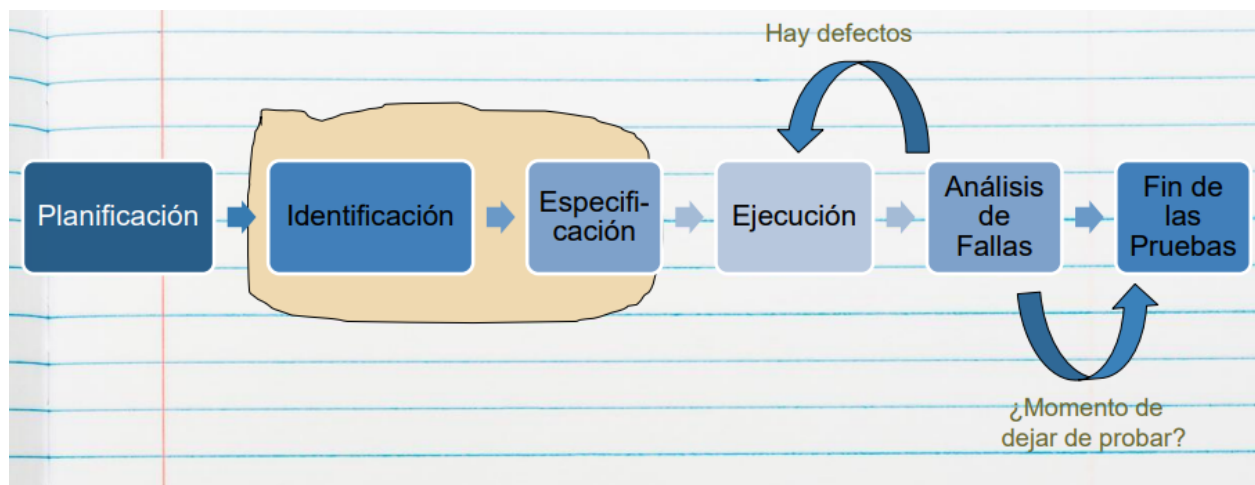 Hay defectos
Planificación
Identificación
Especifi-
cación
Ejecución
Análisis
de
Fallas
Fin de
las
Pruebas
¿Momento de
dejar de probar?